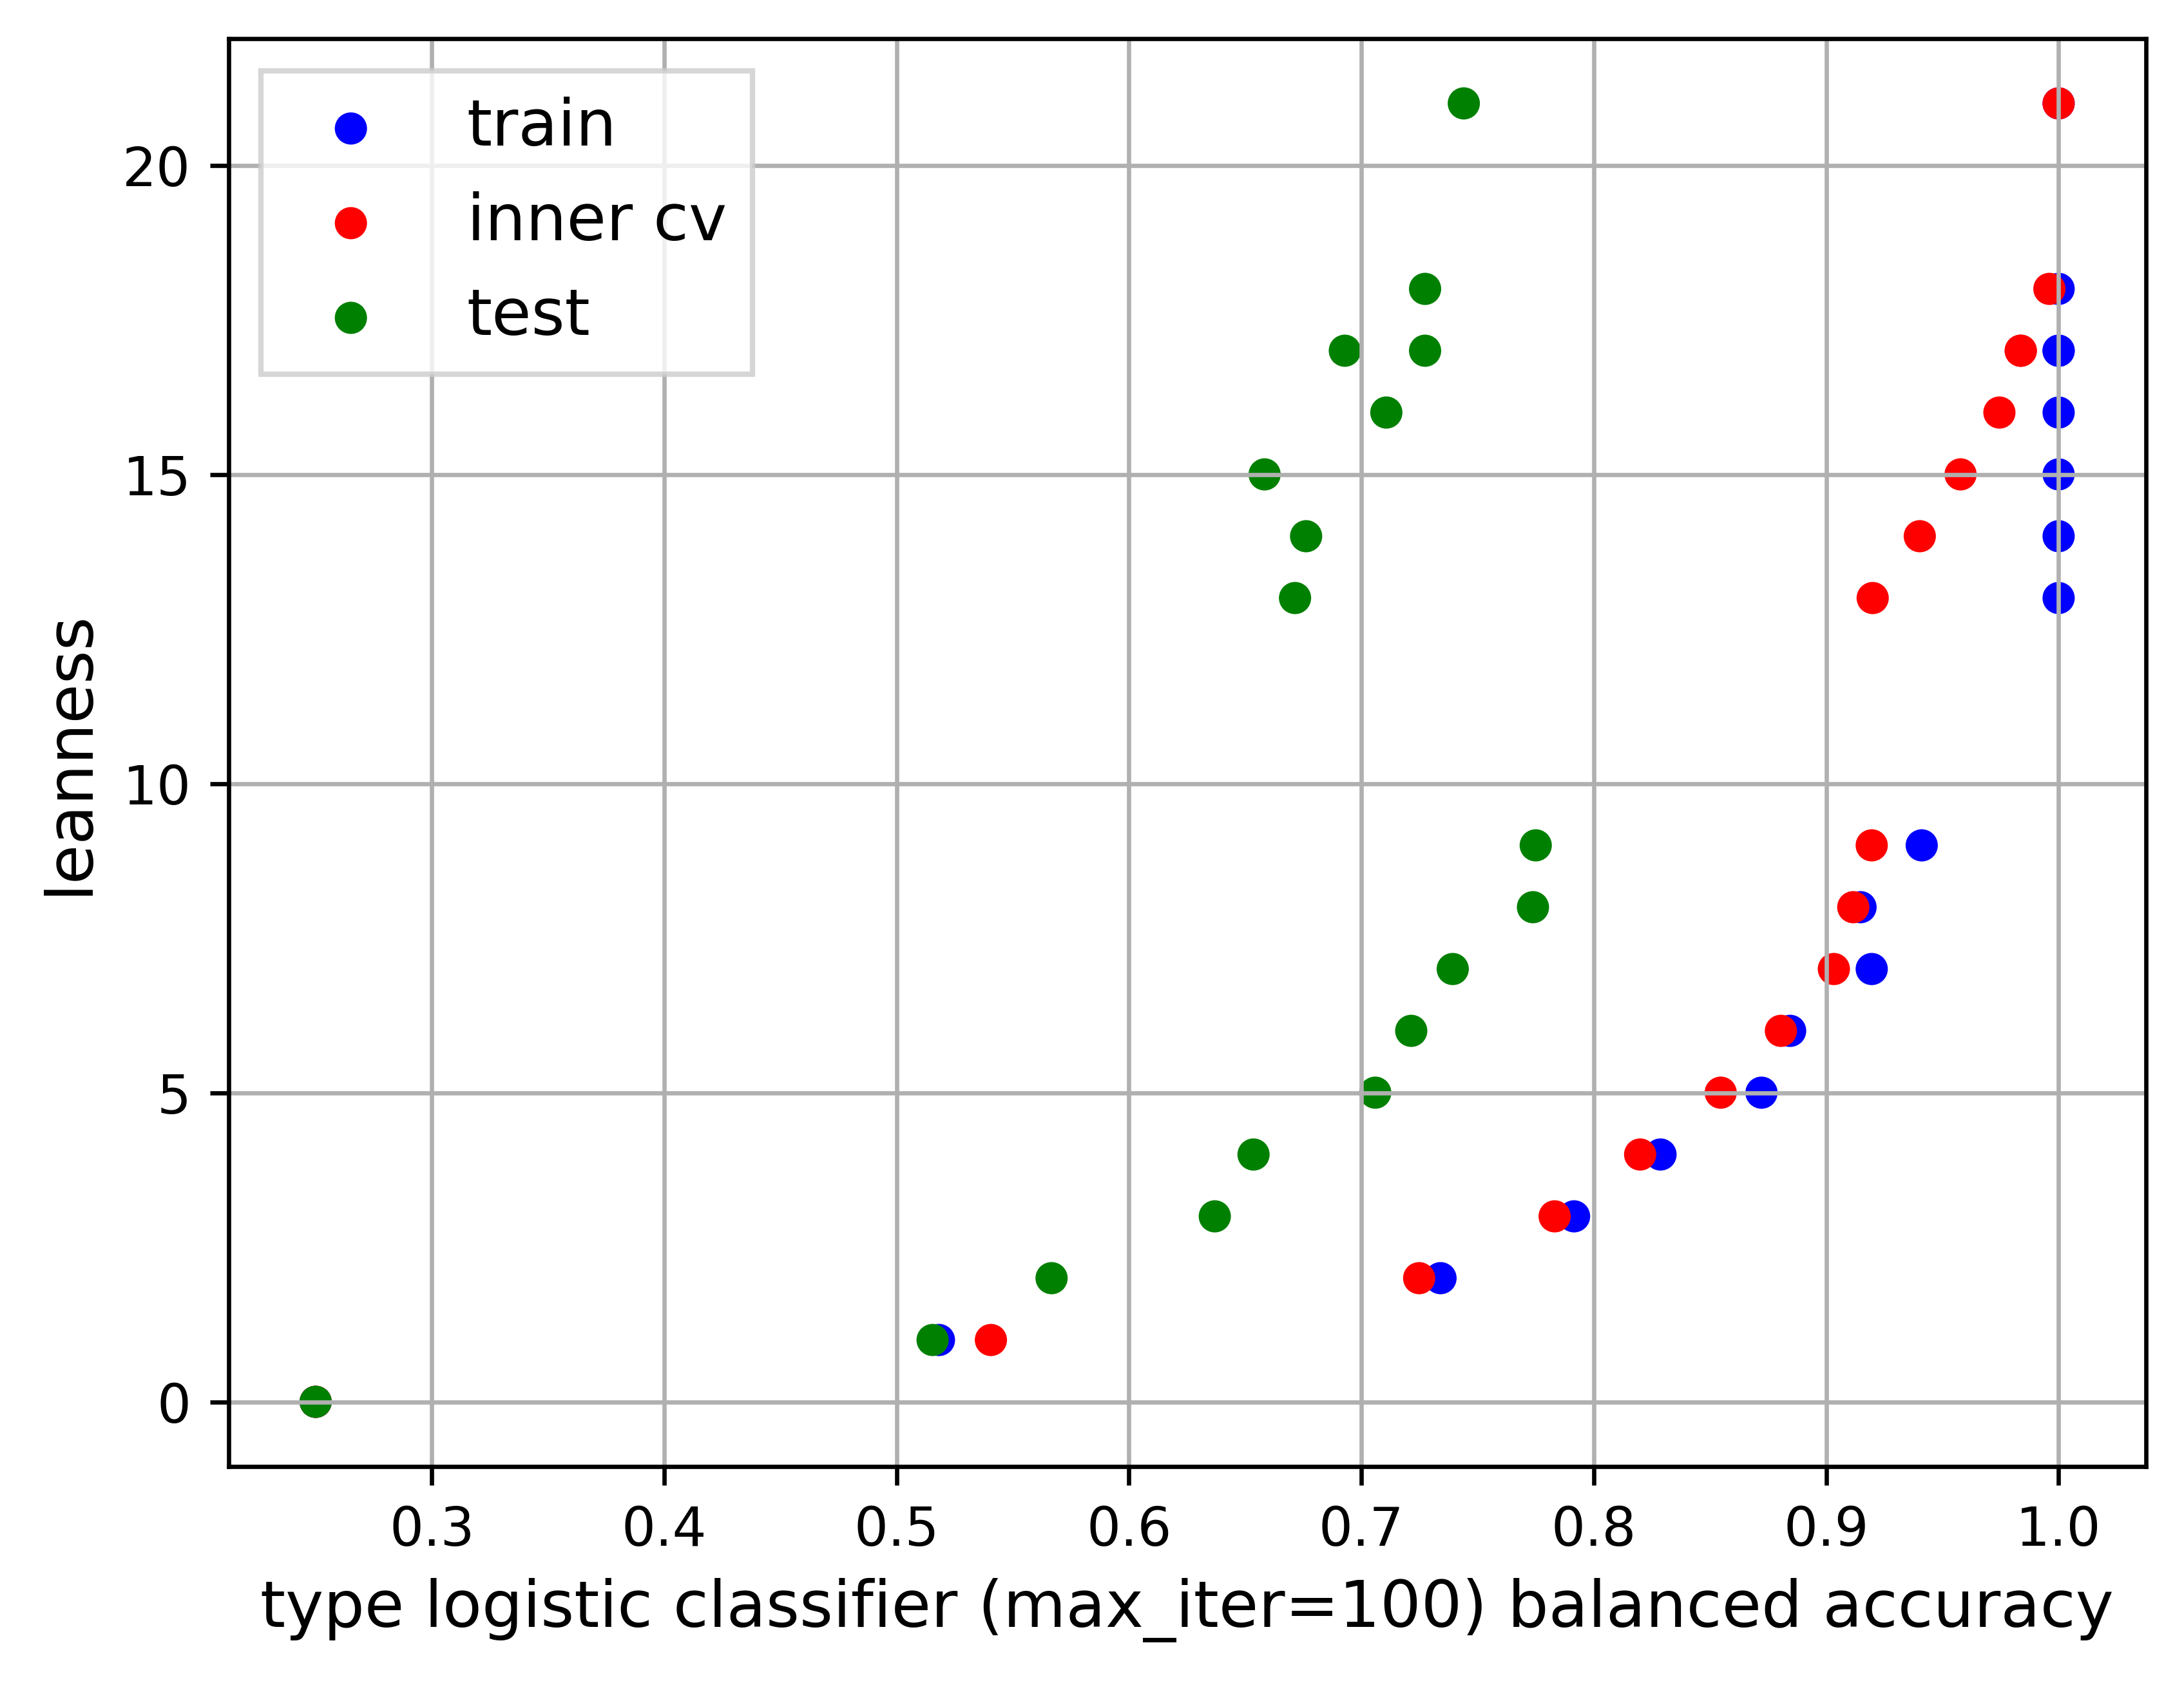 train
inner cv
test
20
15
10
5
0
leanness
0.3 0.4 0.5 0.6 0.7 0.8 0.9 1.0
type logistic classifier (max_iter=100) balanced accuracy